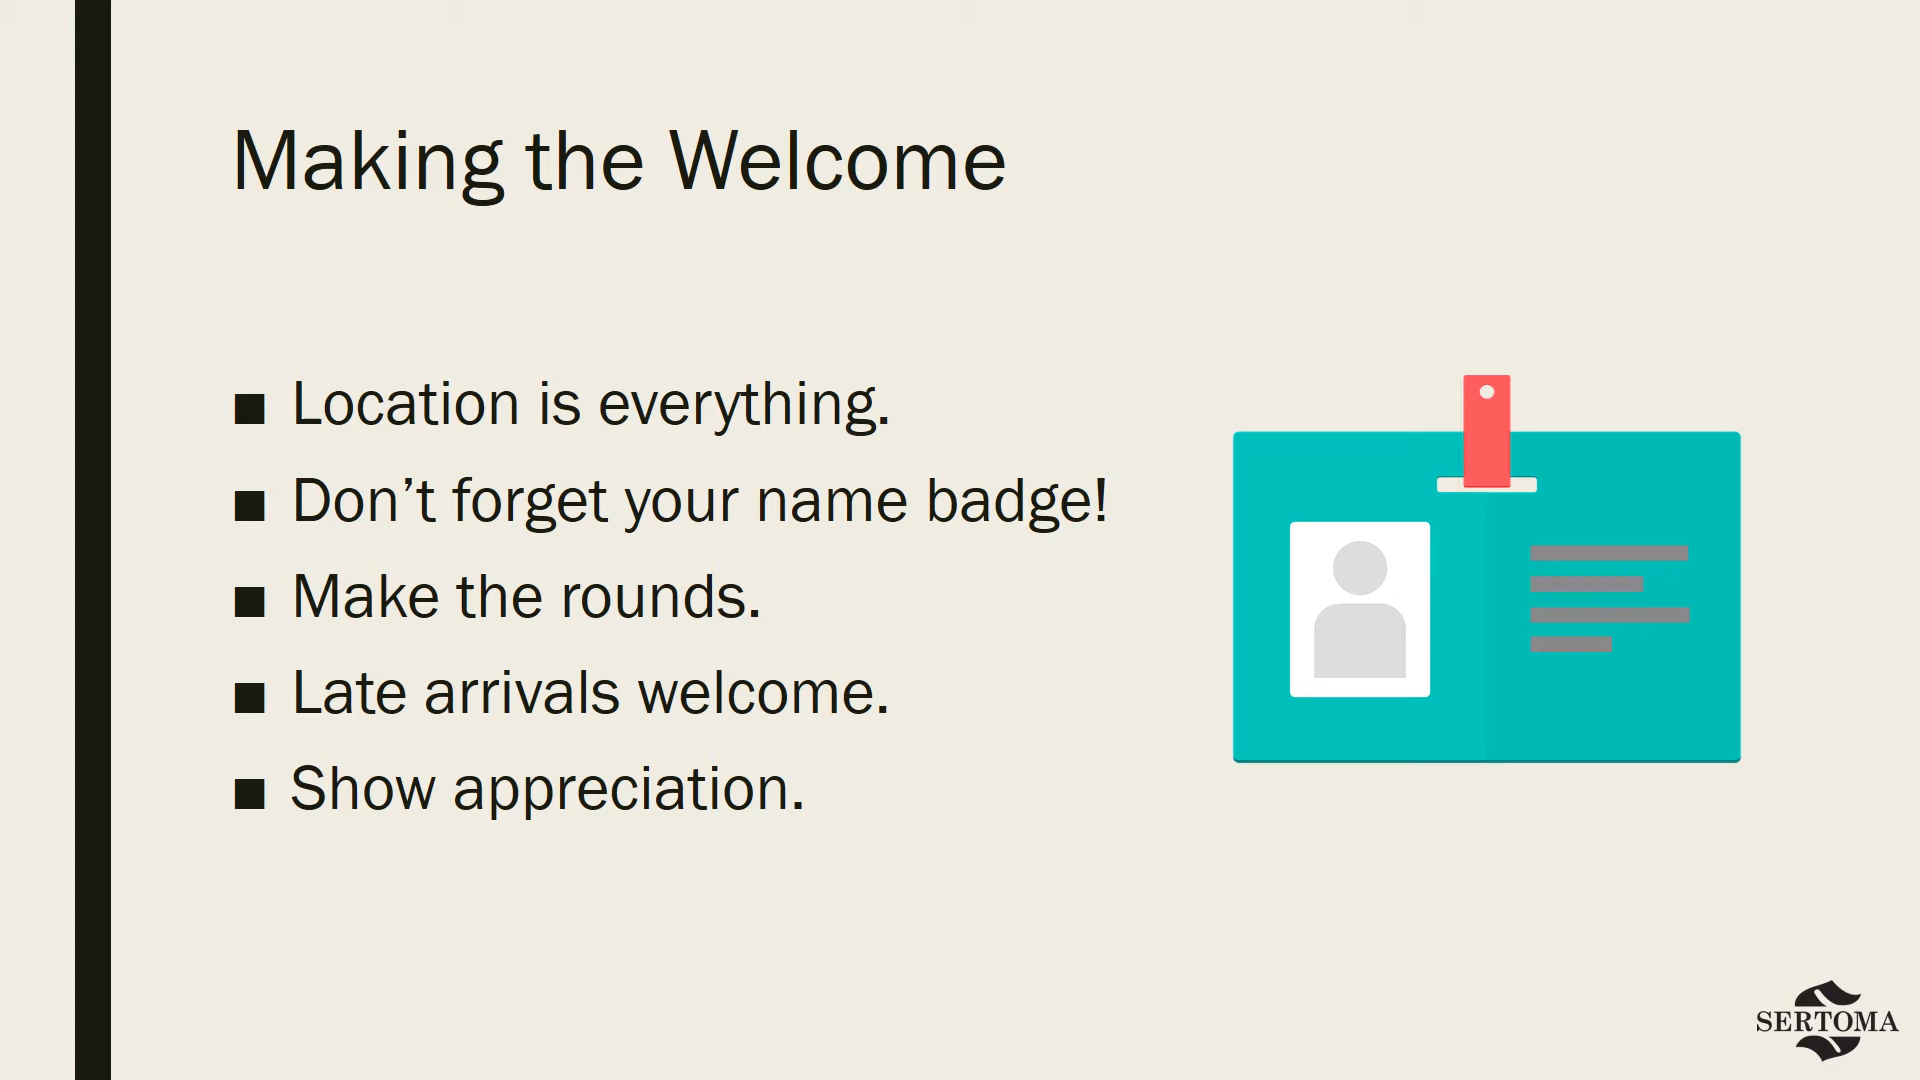 Making the Welcome
■ Location is everything.
■ Don’t forget your name badge!
■ Make the rounds.
■ Late arrivals welcome.
■ Show appreciation.
SERTOMA